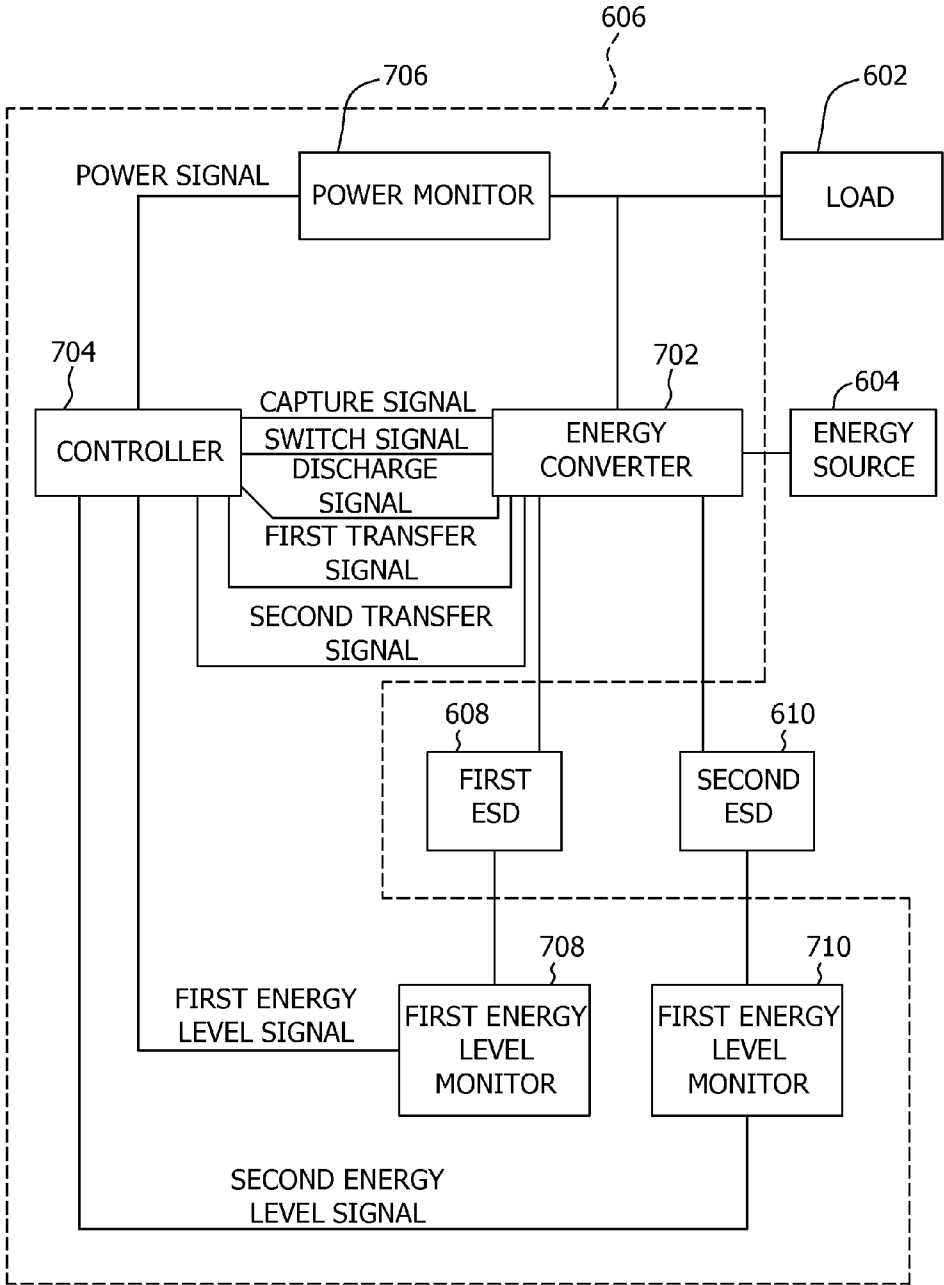 606
706
602
POWER SIGNAL
POWER MONITOR
LOAD
704
702
604
CAPTURE SIGNAL
CONTROLLER
SWITCH SIGNAL
ENERGY
CONVERTER
ENERGY
SOURCE
DISCHARGE
SIGNAL
FIRST TRANSFER
SIGNAL
SECOND TRANSFER
SIGNAL
608
610
FIRST
ESD
SECOND
ESD
708
710
FIRST ENERGY
LEVEL SIGNAL
FIRST ENERGY
LEVEL
MONITOR
FIRST ENERGY
LEVEL
MONITOR
SECOND ENERGY
LEVEL SIGNAL